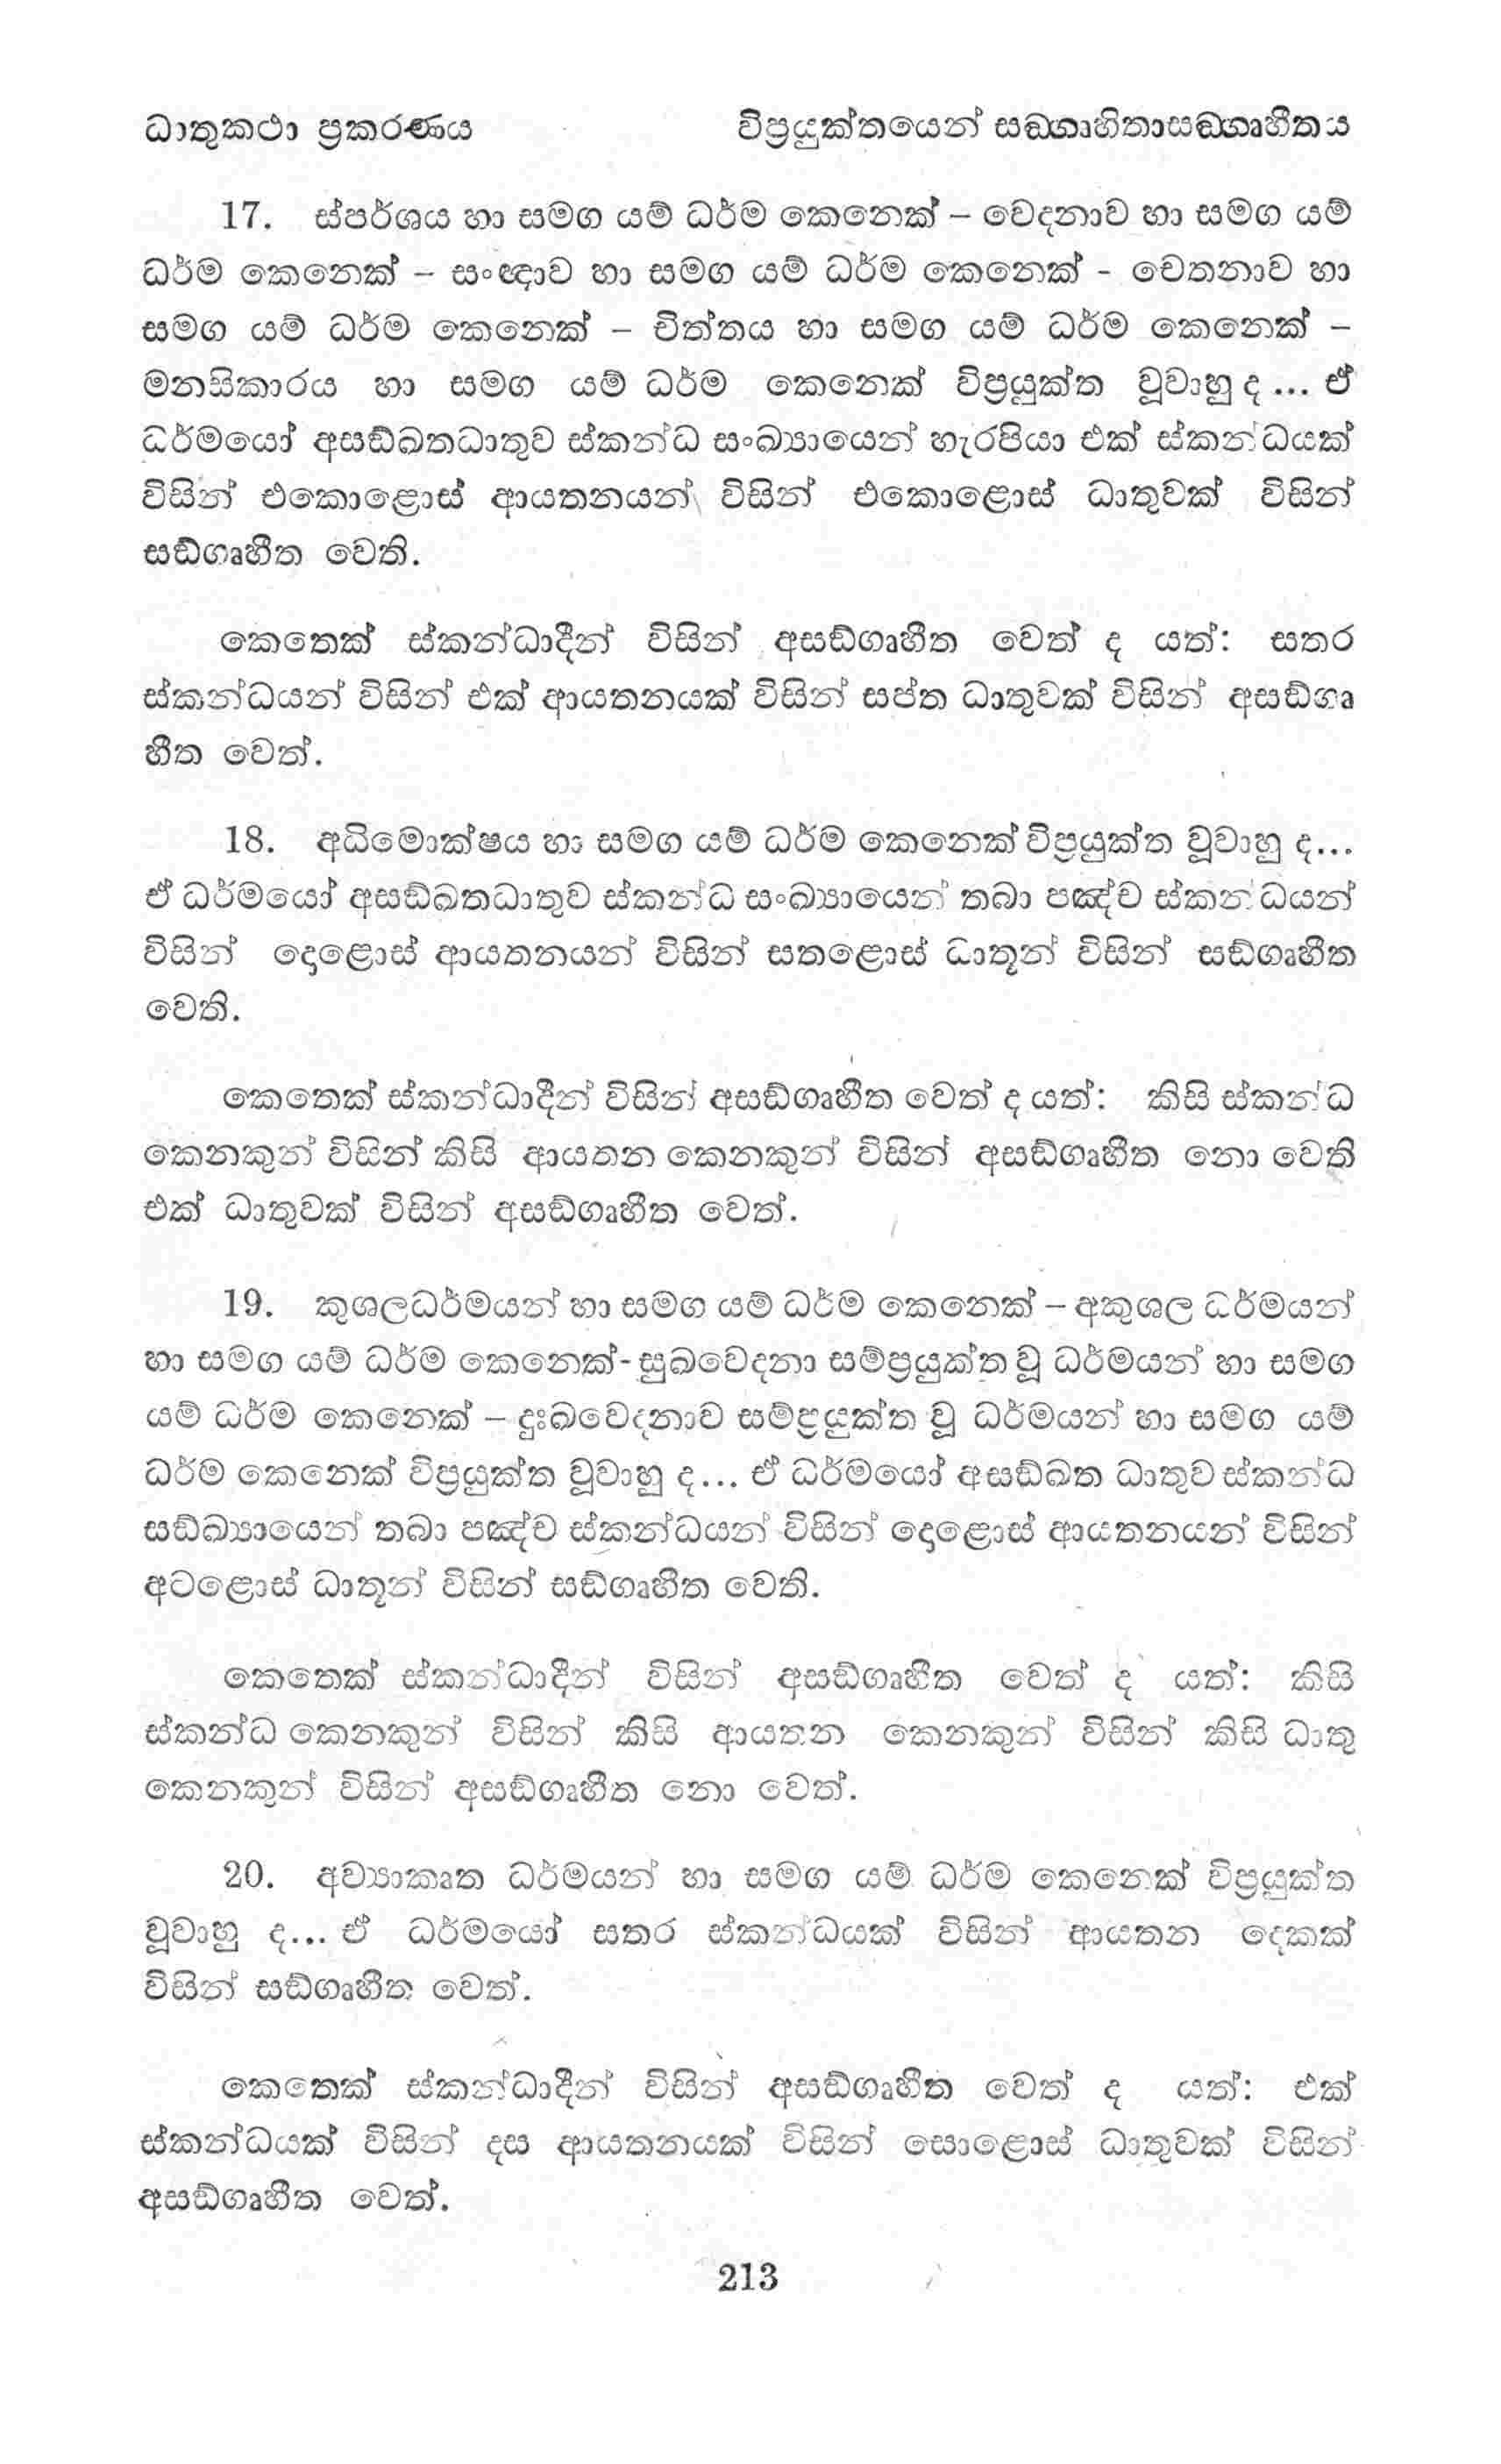 ධාතුකථා ප්‍රකරණය විප්‍රයුක්තයෙන් සඞ්ගෘහිතාසඞ්ගෘහීතය
17. ස්පර්ශය හා සමග යම් ධර්ම කෙනෙක් – වෙදනාව හා සමග යම්
ධර්ම කෙනෙක් – සංඥාව හා සමග යම් ධර්ම කෙනෙක් - චෙතනාව හා
සමග යම් ධර්ම කෙනෙක් – චිත්තය හා සමග යම් ධර්ම කෙනෙක් –
මනසිකාරය හා සමග යම් ධර්ම කෙනෙක් විප්‍රයුක්ත වූවාහු ද ... ඒ
ධර්මයෝ අසඞ්ඛතධාතුව ස්කන්ධ සංඛ්‍යායෙන් හැරපියා එක් ස්කන්ධයක්
විසින් එකොළොස් ආයතනයන් විසින් එකොළොස් ධාතුවක් විසින්
සඞ්ගෘහීත වෙති.
කෙතෙක් ස්කන්ධාදීන් විසින් අසඞ්ගෘහීත වෙත් ද යත්: සතර
ස්කන්ධයන් විසින් එක් ආයතනයක් විසින් සප්ත ධාතුවක් විසින් අසඞ්ගෘ
හීත වෙත්.
18. අධිමොක්ෂය හා සමග යම් ධර්ම කෙනෙක් විප්‍රයුක්ත වූවාහු ද...
ඒ ධර්මයෝ අසඞ්ඛතධාතුව ස්කන්ධ සංඛ්‍යායෙන් තබා පඤ්ච ස්කන්ධයන්
විසින් දොළොස් ආයතනයන් විසින් සතළොස් ධාතූන් විසින් සඞ්ගෘහීත
වෙති.
කෙතෙක් ස්කන්ධාදීන් විසින් අසඞ්ගෘහීත වෙත් ද යත්: කිසි ස්කන්ධ
කෙනකුන් විසින් කිසි ආයතන කෙනකුන් විසින් අසඞ්ගෘහීත නො වෙති
එක් ධාතුවක් විසින් අසඞ්ගෘහීත වෙත්.
19. කුශලධර්මයන් හා සමග යම් ධර්ම කෙනෙක් – අකුශල ධර්මයන්
හා සමග යම් ධර්ම කෙනෙක්-සුඛවෙදනා සම්ප්‍රයුක්ත වූ ධර්මයන් හා සමග
යම් ධර්ම කෙනෙක් – දුඃඛවෙදනාව සම්ප්‍රයුක්ත වූ ධර්මයන් හා සමග යම්
ධර්ම කෙනෙක් විප්‍රයුක්ත වූවාහු ද... ඒ ධර්මයෝ අසඞ්ඛත ධාතුව ස්කන්ධ
සඞ්ඛ්‍යායෙන් තබා පඤ්ච ස්කන්ධයන් විසින් දොළොස් ආයතනයන් විසින්
අටළොස් ධාතූන් විසින් සඞ්ගෘහීත වෙති.
කෙතෙක් ස්කන්ධාදීන් විසින් අසඞ්ගෘහීත වෙත් ද යත්: කිසි
ස්කන්ධ කෙනකුන් විසින් කිසි ආයතන කෙනකුන් විසින් කිසි ධාතු
කෙනකුන් විසින් අසඞ්ගෘහීත නො වෙත්.
20. අව්‍යාකෘත ධර්මයන් හා සමග යම් ධර්ම කෙනෙක් විප්‍රයුක්ත
වූවාහු ද... ඒ ධර්මයෝ සතර ස්කන්ධයක් විසින් ආයතන දෙකක්
විසින් සඞ්ගෘහීත වෙත්.
කෙතෙක් ස්කන්ධාදීන් විසින් අසඞ්ගෘහීත වෙත් ද යත්: එක්
ස්කන්ධයක් විසින් දස ආයතනයක් විසින් සොළොස් ධාතුවක් විසින්
අසඞ්ගෘහීත වෙත්.
213